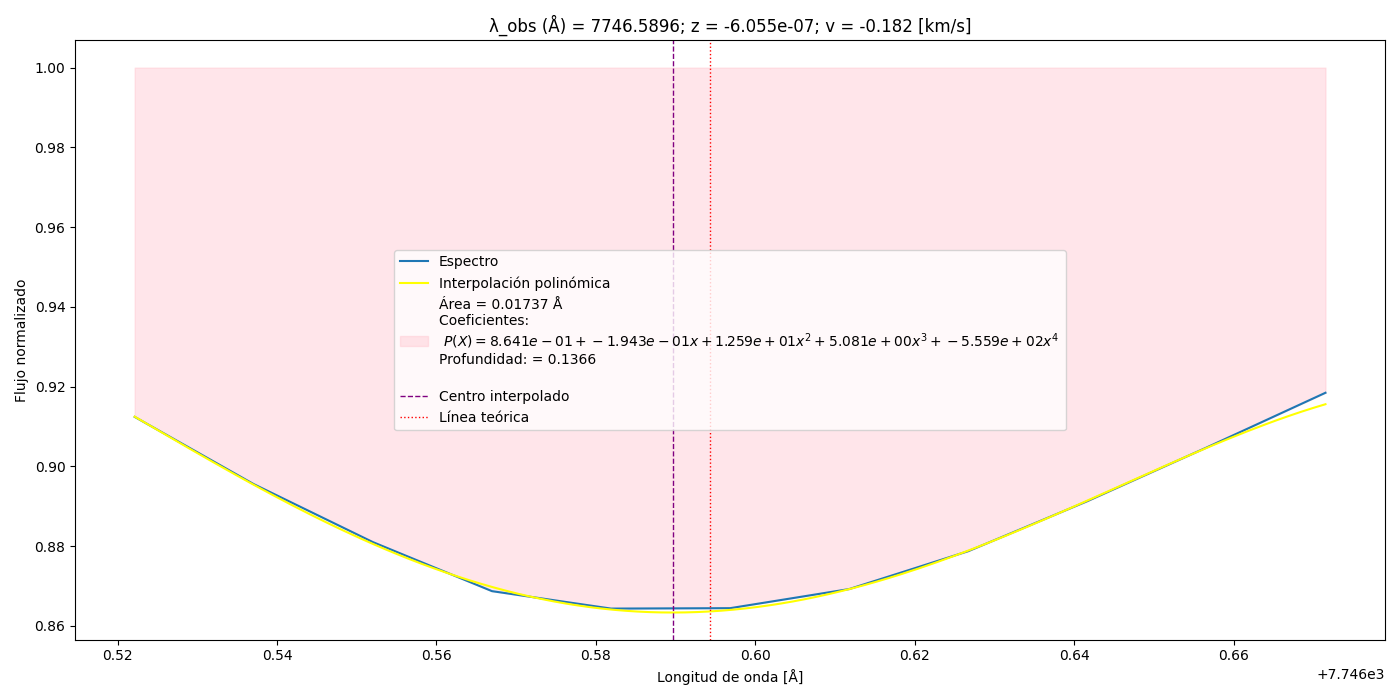 λ_obs (Å) = 7746.5896; z = -6.055e-07; v = -0.182 [km/s]
Flujo normalizado
1.00
0.98
0.96
0.94
0.92
0.90
0.88
0.86
Espectro
Interpolación polinómica
Área = 0.01737 Å
Coeficientes:
P(X) = 8.641e − 01 + −1.943e − 01x + 1.259e + 01x² + 5.081e + 00x³ + −5.559e + 02x⁴
Profundidad: = 0.1366
Centro interpolado
Línea teórica
0.52 0.54 0.56 0.58 0.60 0.62 0.64 0.66
+7.746e3
Longitud de onda [Å]